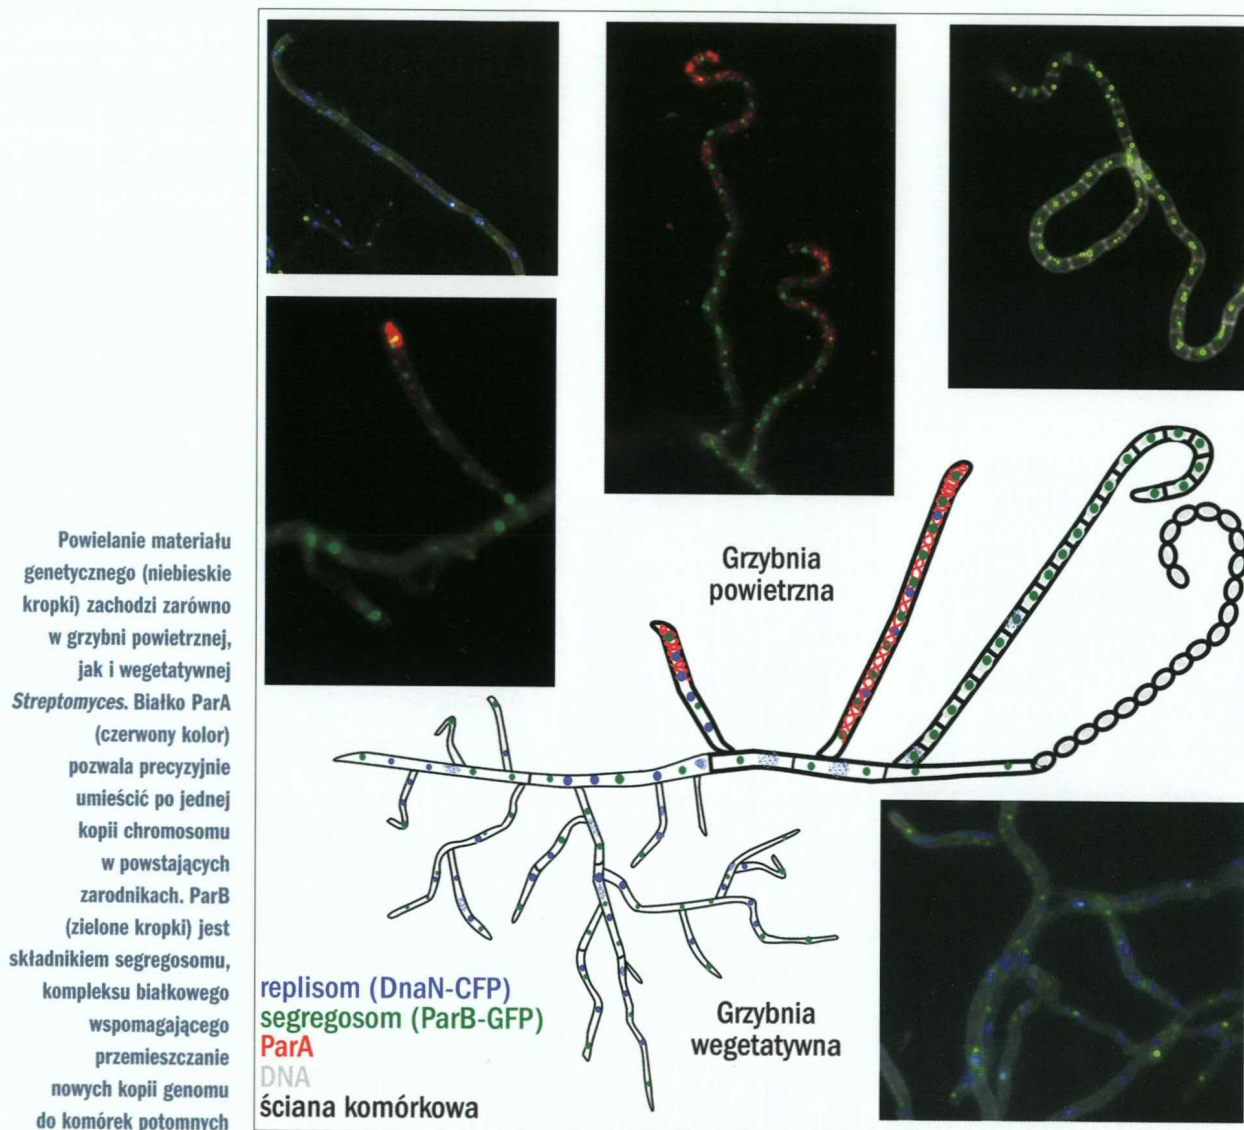 Powielanie materiału
genetycznego (niebieskie
kropki) zachodzi zarówno
w grzybni powietrznej,
jak i wegetatywnej
Streptomyces. Białko ParA
(czerwony kolor)
pozwala precyzyjnie
umieścić po jednej
kopii chromosomu
w powstających
zarodnikach. ParB
(zielone kropki) jest
składnikiem segregosomu,
kompleksu białkowego
wspomagającego
przemieszczanie
nowych kopii genomu
do komórek potomnych
Grzybnia
powietrzna
replisom (DnaN-CFP)
segregosom (ParB-GFP)
ParA
DNA
ściana komórkowa
Grzybnia
wegetatywna